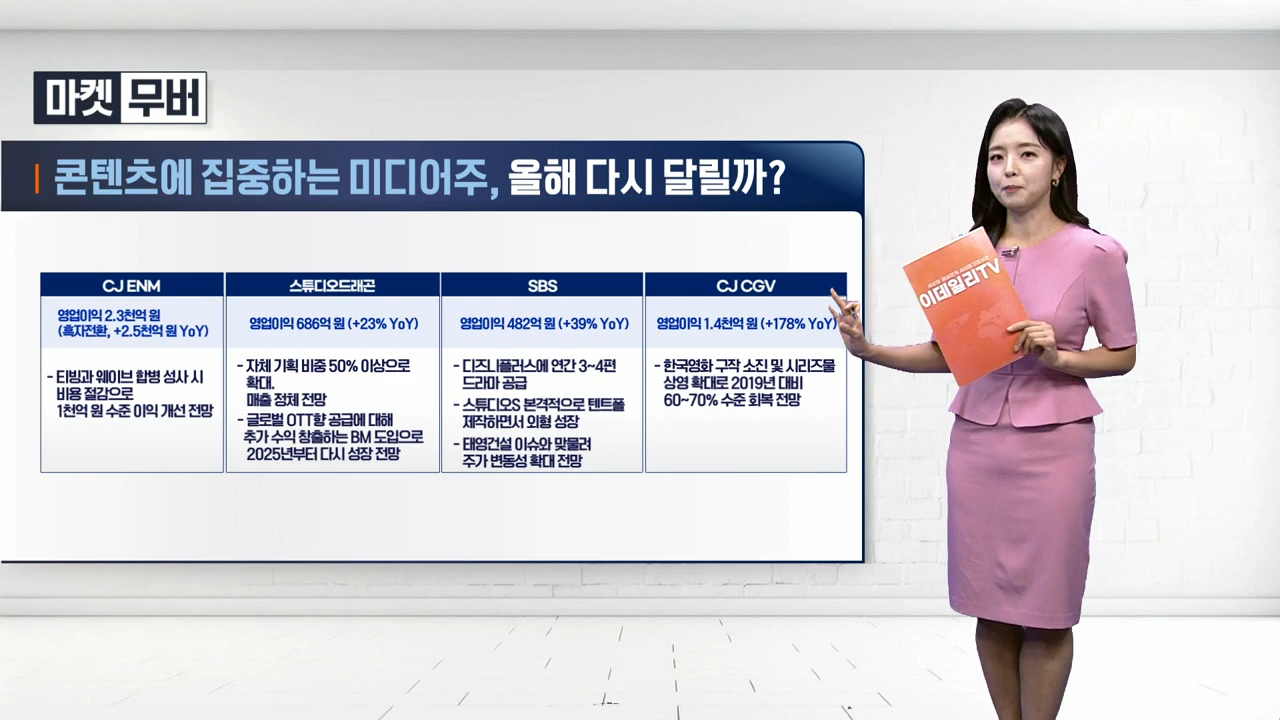 마켓 무버
콘텐츠에 집중하는 미디어주, 올해 다시 달릴까?
CJ ENM
영업이익 2.3천억 원
(흑자전환, +2.5천억 원 YoY)
- 티빙과 웨이브 합병 성사 시
비용 절감으로
1천억 원 수준 이익 개선 전망
스튜디오드래곤
영업이익 686억 원 (+23% YoY)
- 자체 기획 비중 50% 이상으로
확대.
매출 정체 전망
- 글로벌 OTT향 공급에 대해
추가 수익 창출하는 BM 도입으로
2025년부터 다시 성장 전망
SBS
영업이익 482억 원 (+39% YoY)
- 디즈니플러스에 연간 3~4편
드라마 공급
- 스튜디오S 본격적으로 텐트폴
제작하면서 외형 성장
- 태영건설 이슈와 맞물려
주가 변동성 확대 전망
CJ CGV
영업이익 1.4천억 원 (+178% YoY)
- 한국영화 구작 소진 및 시리즈물
상영 확대로 2019년 대비
60~70% 수준 회복 전망
이데일리TV